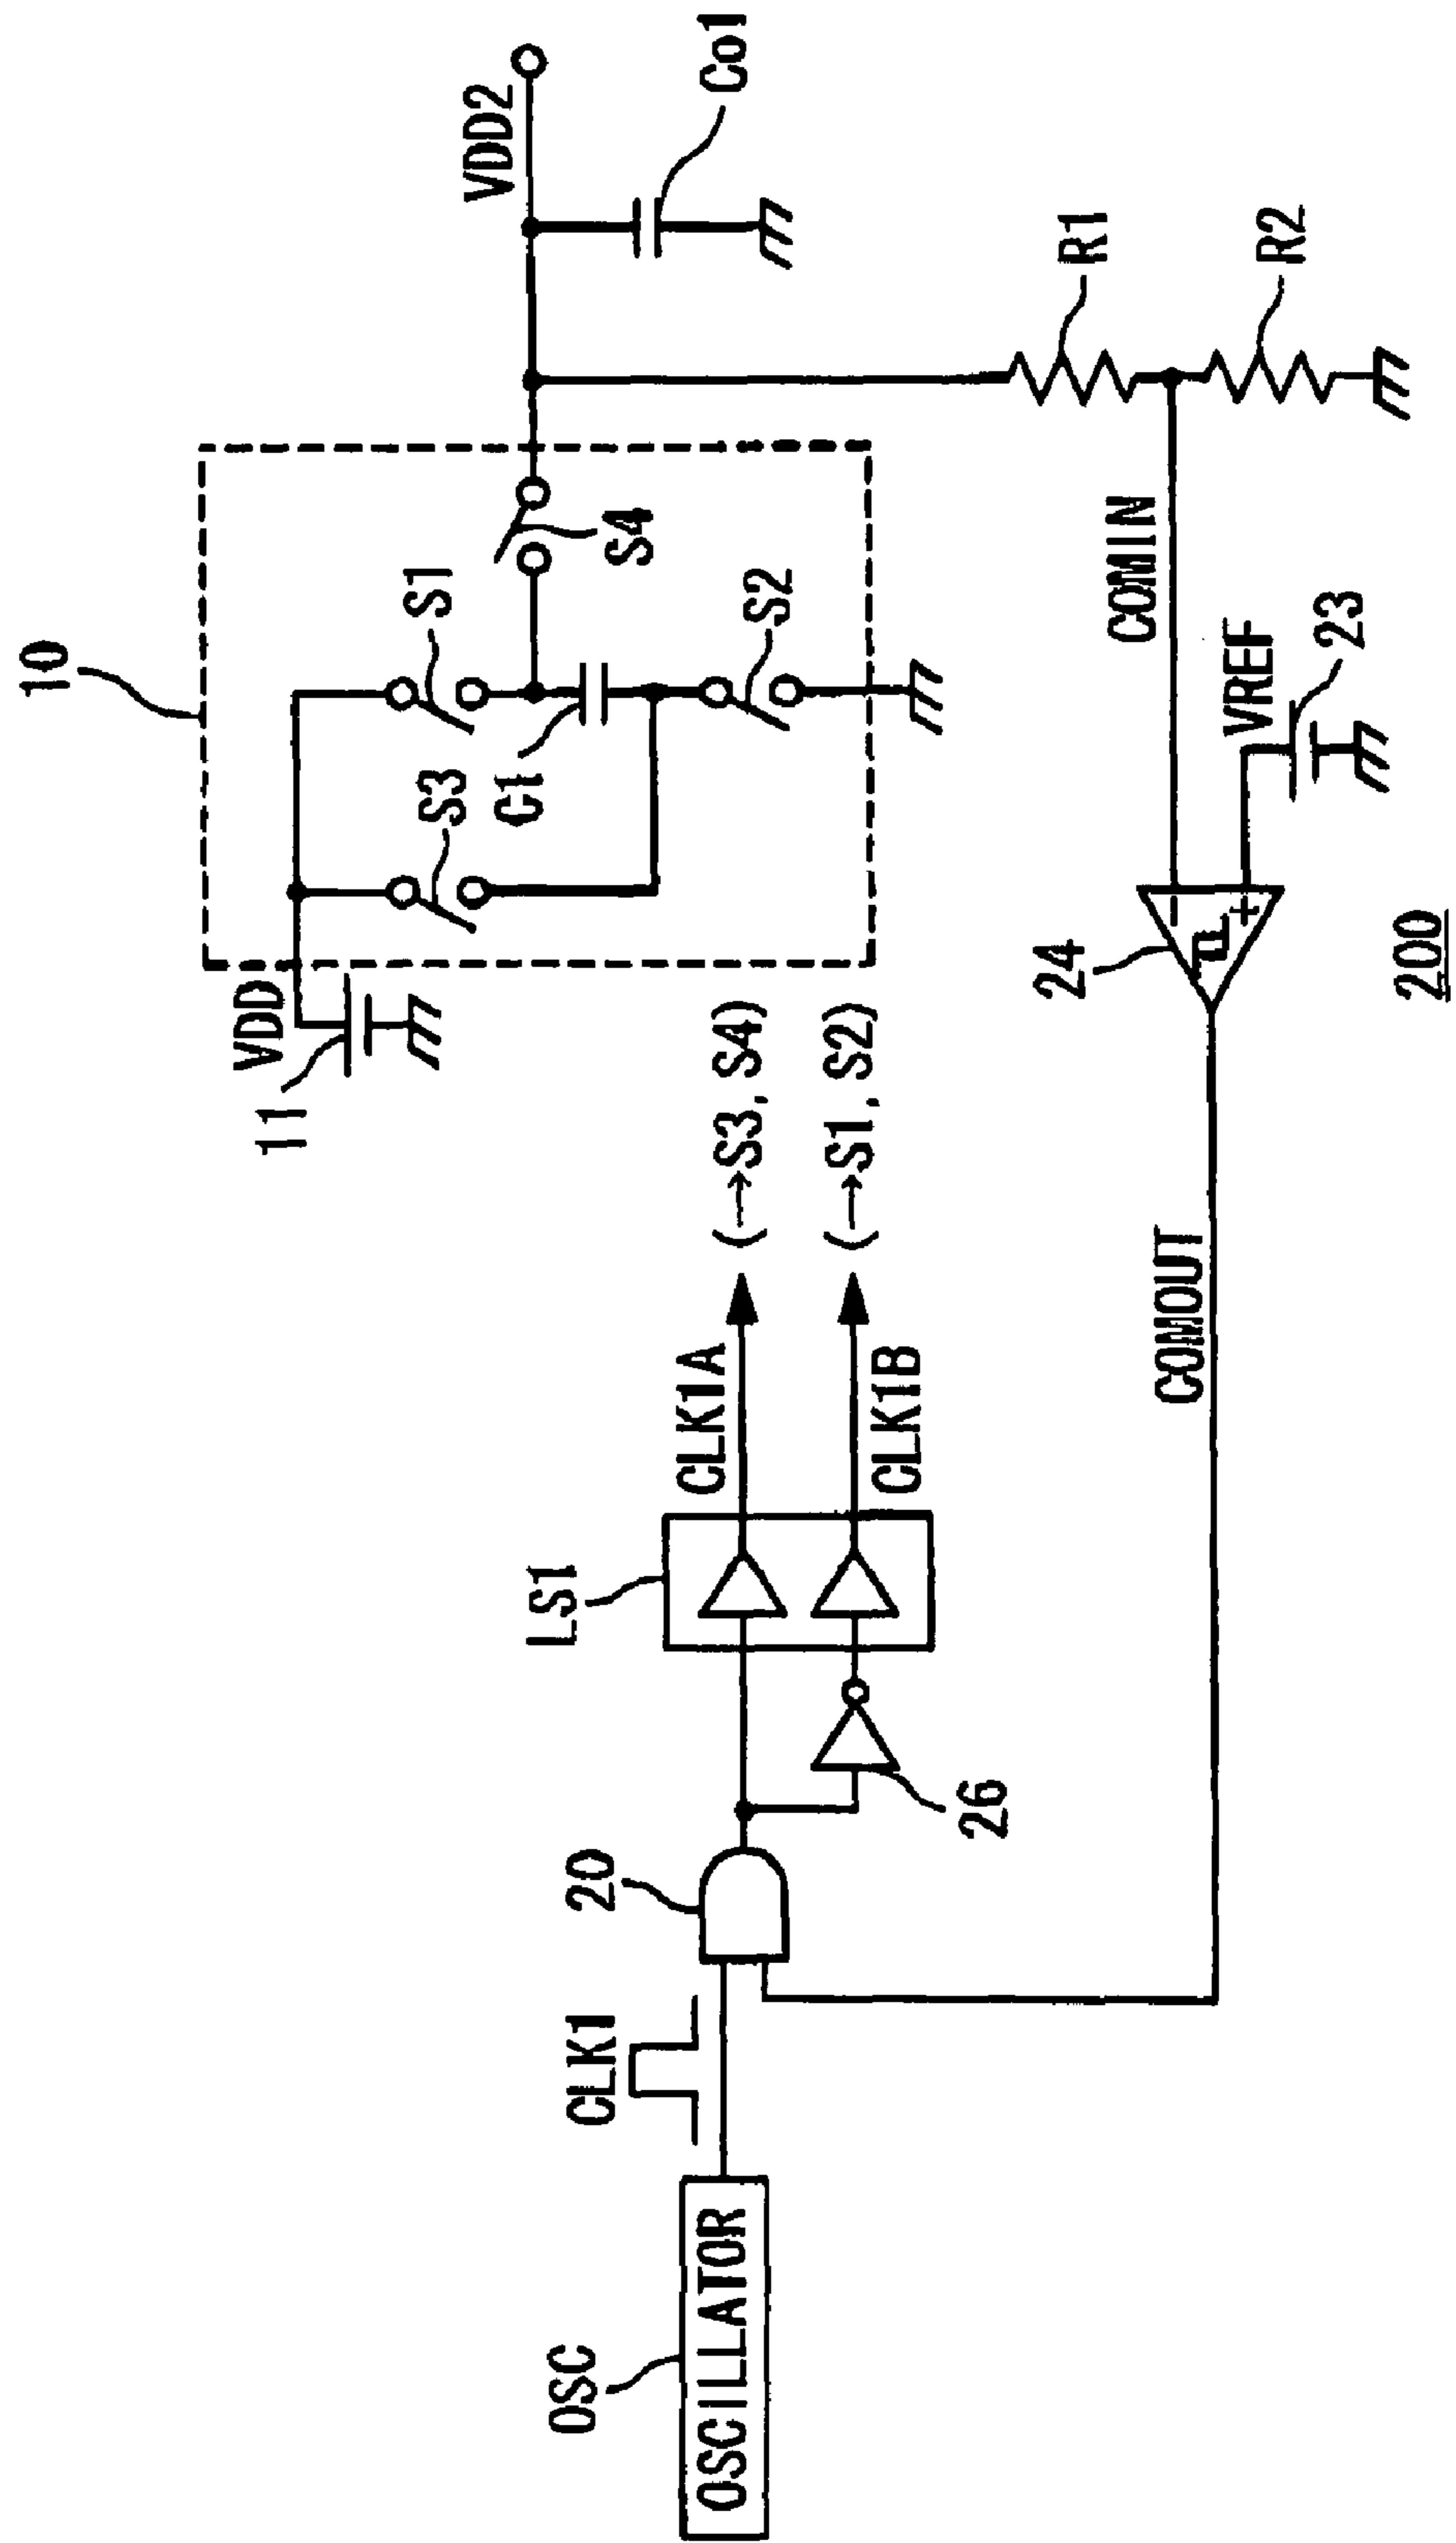 10
VDD
11
S3
S1
C1
S4
S2
VDD2
Co1
R1
R2
COMIN
VREF
23
24
200
COMOUT
OSC
OSCILLATOR
CLK1
20
26
LS1
CLK1A
(→S3, S4)
CLK1B
(→S1, S2)